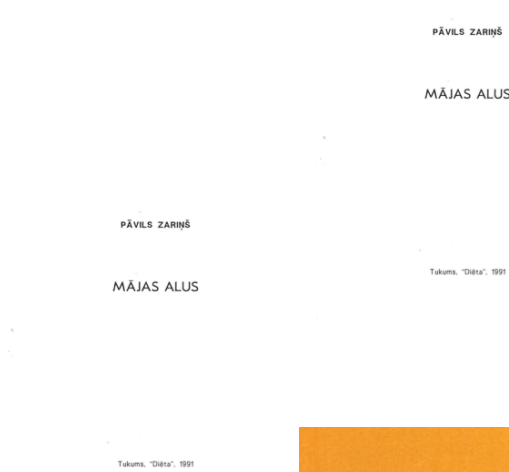 PĀVILS ZARIŅŠ
MĀJAS ALUS
Tukums, "Diēta", 1991
PĀVILS ZARIŅŠ
MĀJAS ALUS
Tukums, "Diēta", 1991